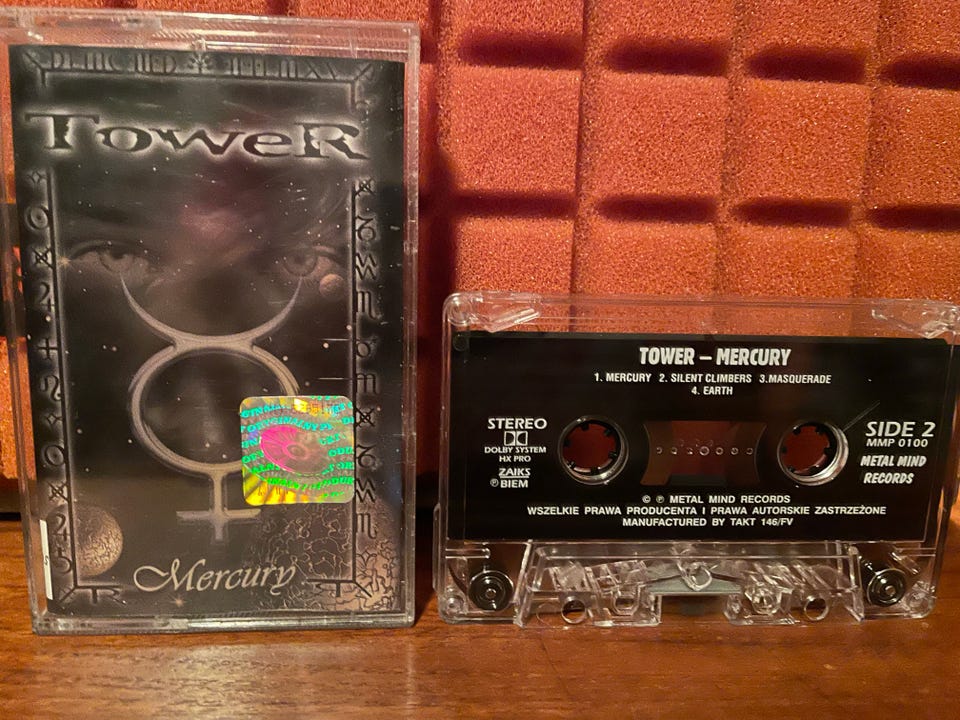 TOWER
Mercury
TOWER – MERCURY
1. MERCURY 2. SILENT CLIMBERS 3.MASQUERADE
4. EARTH
STEREO
DOLBY SYSTEM
HX PRO
ZAIKS
℗ BIEM
SIDE 2
MMP 0100
METAL MIND
RECORDS
© ℗ METAL MIND RECORDS
WSZELKIE PRAWA PRODUCENTA I PRAWA AUTORSKIE ZASTRZEŻONE
MANUFACTURED BY TAKT 146/FV